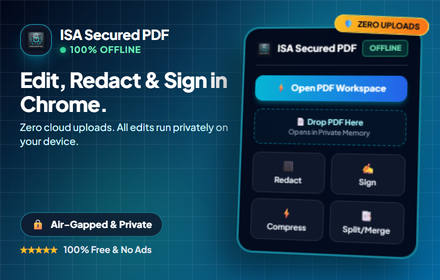 ISA Secured PDF
100% OFFLINE
Edit, Redact & Sign in
Chrome.
Zero cloud uploads. All edits run privately on
your device.
Air-Gapped & Private
★★★★★ 100% Free & No Ads
ZERO UPLOADS
ISA Secured PDF OFFLINE
Open PDF Workspace
Drop PDF Here
Opens in Private Memory
Redact Sign
Compress Split/Merge